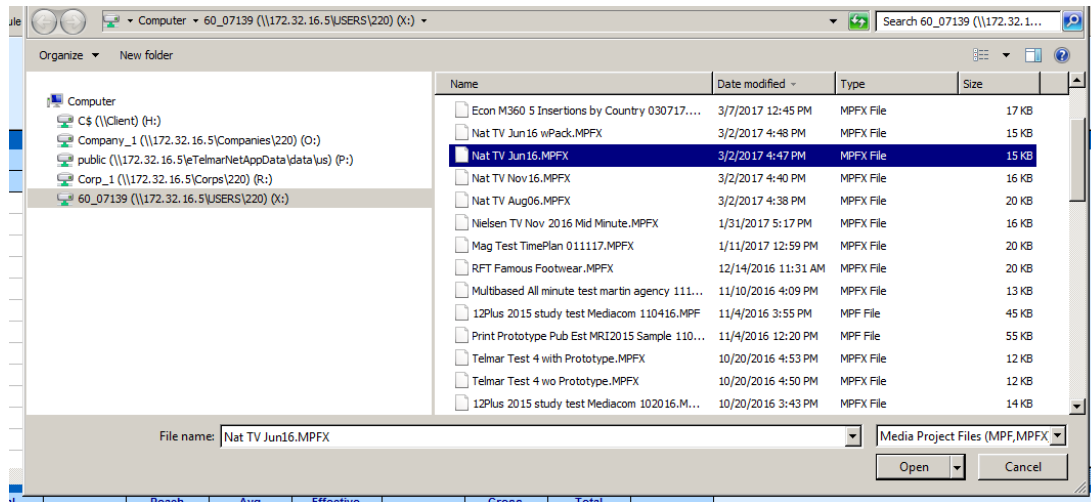 ule
Computer 60_07139 (\\172.32.16.5\USERS\220) (X:)
Search 60_07139 (\\172.32.1...
Organize New folder
Name Date modified Type Size
Computer
C$ (\\Client) (H:)
Company_1 (\\172.32.16.5\Companies\220) (O:)
public (\\172.32.16.5\eTelmarNetAppData\data\us) (P:)
Corp_1 (\\172.32.16.5\Corps\220) (R:)
60_07139 (\\172.32.16.5\USERS\220) (X:)
Econ M360 5 Insertions by Country 030717.... 3/7/2017 12:45 PM MPFX File 17 KB
Nat TV Jun16 wPack.MPFX 3/2/2017 4:48 PM MPFX File 15 KB
Nat TV Jun16.MPFX 3/2/2017 4:47 PM MPFX File 15 KB
Nat TV Nov16.MPFX 3/2/2017 4:40 PM MPFX File 16 KB
Nat TV Aug06.MPFX 3/2/2017 4:38 PM MPFX File 20 KB
Nielsen TV Nov 2016 Mid Minute.MPFX 1/31/2017 5:17 PM MPFX File 16 KB
Mag Test TimePlan 011117.MPFX 1/11/2017 12:59 PM MPFX File 20 KB
RFT Famous Footwear.MPFX 12/14/2016 11:31 AM MPFX File 20 KB
Multibased All minute test martin agency 111... 11/10/2016 4:09 PM MPFX File 13 KB
12Plus 2015 study test Mediacom 110416.MPF 11/4/2016 3:55 PM MPF File 45 KB
Print Prototype Pub Est MRI2015 Sample 110... 11/4/2016 12:20 PM MPF File 55 KB
Telmar Test 4 with Prototype.MPFX 10/20/2016 4:53 PM MPFX File 12 KB
Telmar Test 4 wo Prototype.MPFX 10/20/2016 4:50 PM MPFX File 12 KB
12Plus 2015 study test Mediacom 102016.M... 10/20/2016 3:43 PM MPFX File 14 KB
File name: Nat TV Jun16.MPFX Media Project Files (MPF,MPFX)
Open Cancel
Reach Avg Effective Gross Total